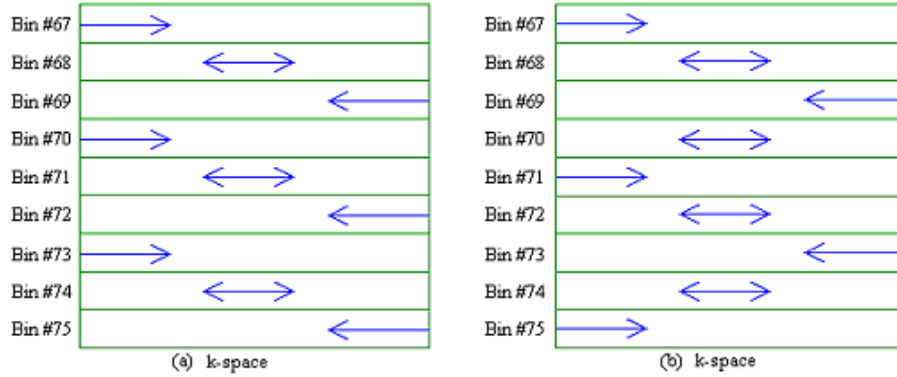 Bin #67
Bin #68
Bin #69
Bin #70
Bin #71
Bin #72
Bin #73
Bin #74
Bin #75
(a) k-space
Bin #67
Bin #68
Bin #69
Bin #70
Bin #71
Bin #72
Bin #73
Bin #74
Bin #75
(b) k-space